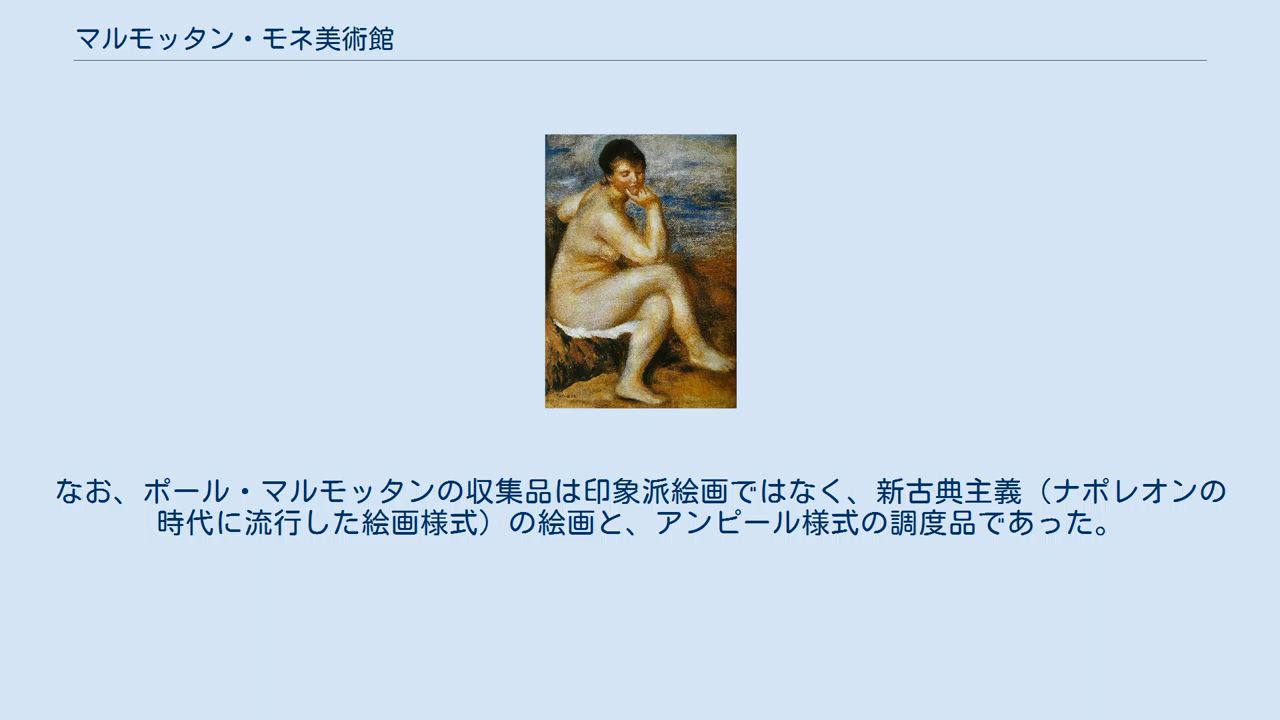 マルモッタン・モネ美術館
なお、ポール・マルモッタンの収集品は印象派絵画ではなく、新古典主義（ナポレオンの
時代に流行した絵画様式）の絵画と、アンピール様式の調度品であった。